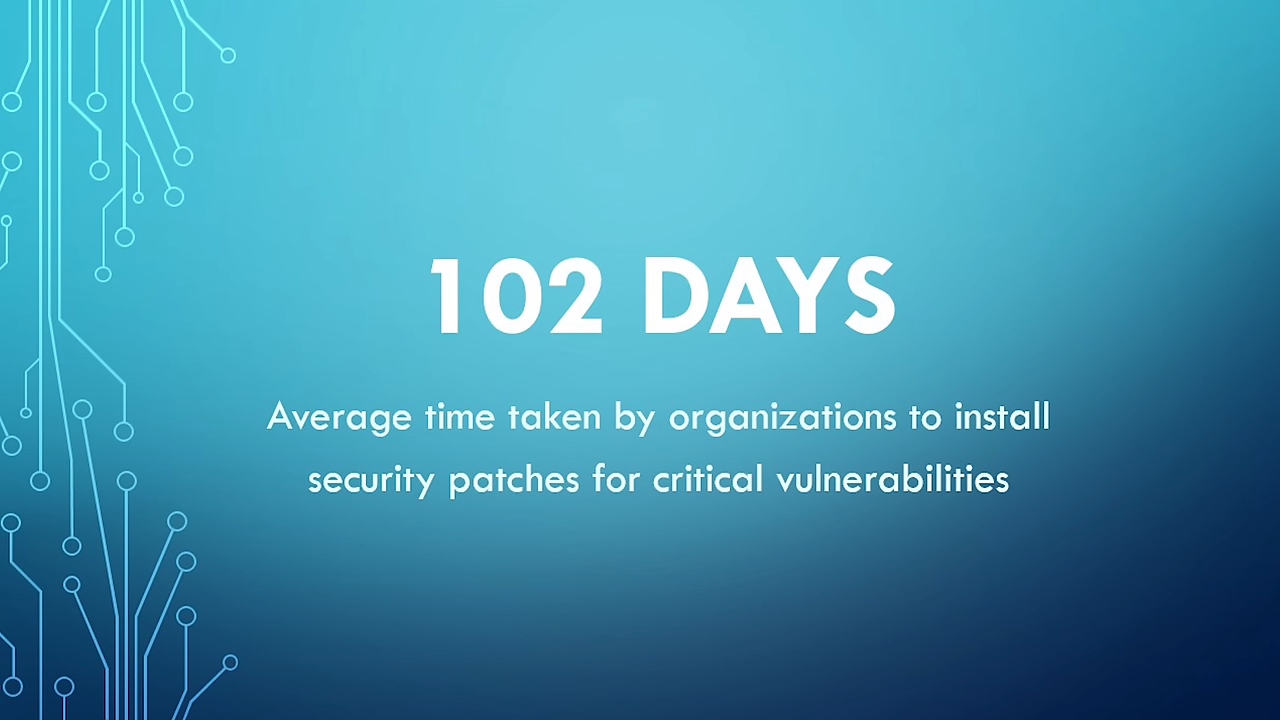 102 DAYS
Average time taken by organizations to install
security patches for critical vulnerabilities